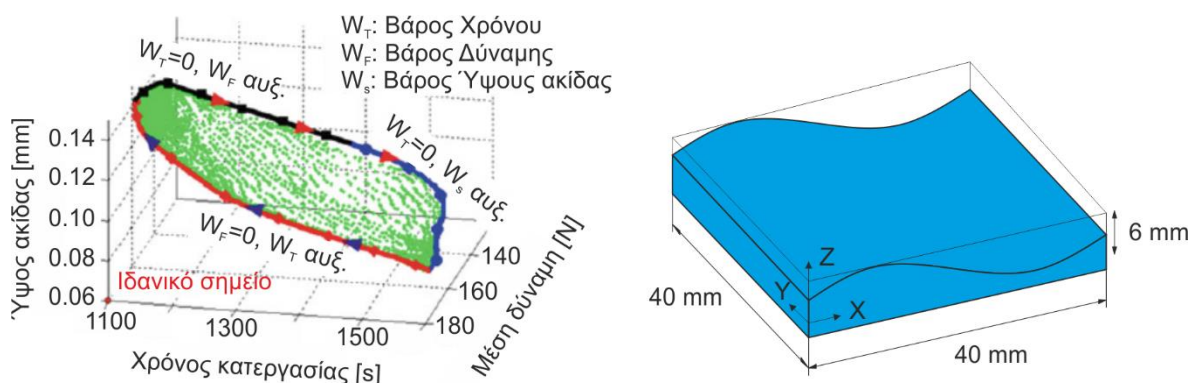 W_T: Βάρος Χρόνου
W_F: Βάρος Δύναμης
W_s: Βάρος Ύψους ακίδας
W_T=0, W_F αυξ.
W_T=0, W_s αυξ.
W_F=0, W_T αυξ.
Ύψος ακίδας [mm]
0.14
0.12
0.10
0.08
0.06
Ιδανικό σημείο
1100
1300
1500
Χρόνος κατεργασίας [s]
140
160
180
Μέση δύναμη [N]
Z
Y
X
6 mm
40 mm
40 mm